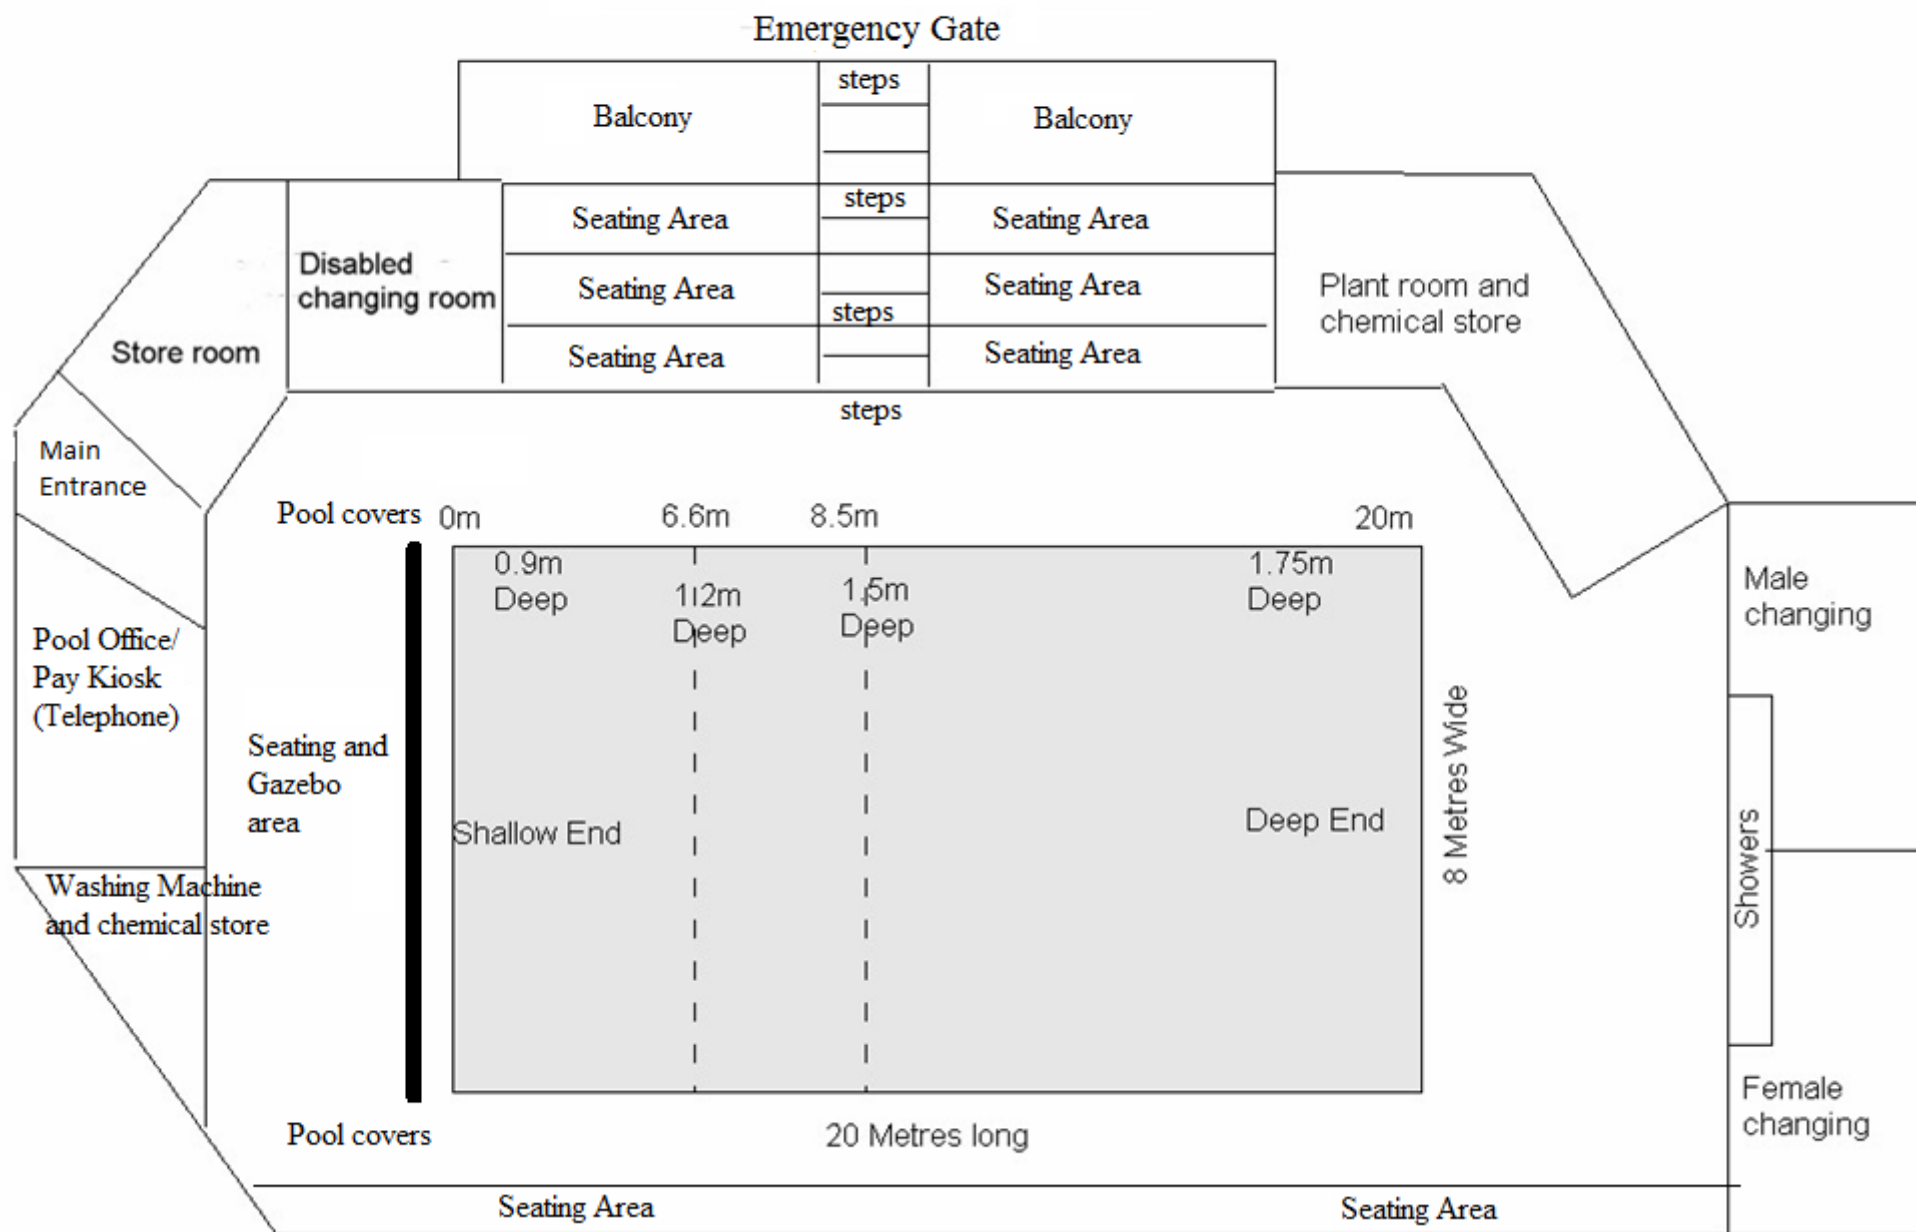 Emergency Gate
steps
Balcony
Balcony
steps
Seating Area
Seating Area
Disabled
changing room
Seating Area
Seating Area
steps
Plant room and
chemical store
Store room
Seating Area
Seating Area
steps
Main
Entrance
Pool covers
0m
6.6m
8.5m
20m
0.9m
Deep
1.2m
Deep
1.5m
Deep
1.75m
Deep
Male
changing
Pool Office/
Pay Kiosk
(Telephone)
Seating and
Gazebo
area
8 Metres Wide
Shallow End
Deep End
Showers
Washing Machine
and chemical store
Female
changing
Pool covers
20 Metres long
Seating Area
Seating Area